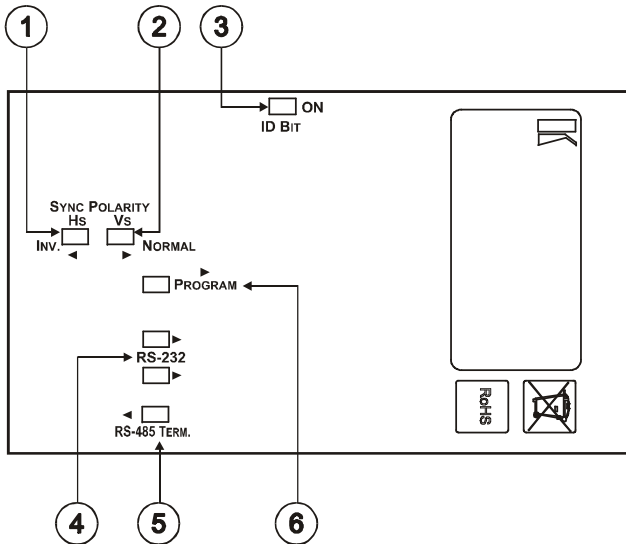 1 2 3
ON
ID BIT
SYNC POLARITY
HS VS
INV. NORMAL
PROGRAM
RS-232
RS-485 TERM.
RoHS
4 5 6